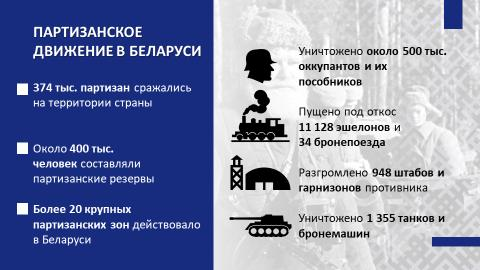 ПАРТИЗАНСКОЕ
ДВИЖЕНИЕ В БЕЛАРУСИ
374 тыс. партизан сражались
на территории страны
Около 400 тыс.
человек составляли
партизанские резервы
Более 20 крупных
партизанских зон действовало
в Беларуси
Уничтожено около 500 тыс.
оккупантов и их
пособников
Пущено под откос
11 128 эшелонов и
34 бронепоезда
Разгромлено 948 штабов и
гарнизонов противника
Уничтожено 1 355 танков и
бронемашин